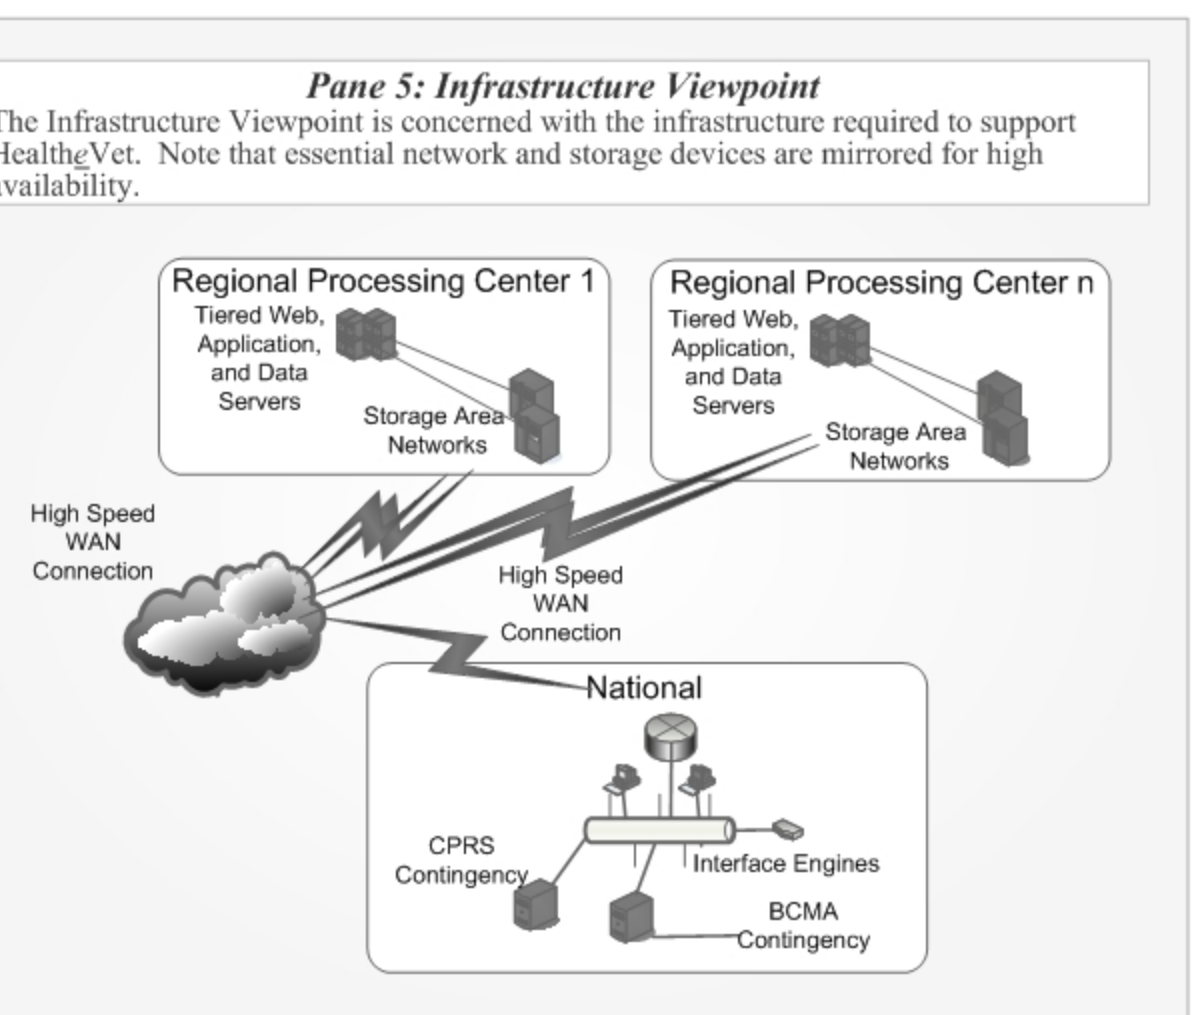 Pane 5: Infrastructure Viewpoint
The Infrastructure Viewpoint is concerned with the infrastructure required to support
HealtheVet. Note that essential network and storage devices are mirrored for high
availability.
Regional Processing Center 1
Tiered Web,
Application,
and Data
Servers
Storage Area
Networks
Regional Processing Center n
Tiered Web,
Application,
and Data
Servers
Storage Area
Networks
High Speed
WAN
Connection
High Speed
WAN
Connection
National
CPRS
Contingency
Interface Engines
BCMA
Contingency